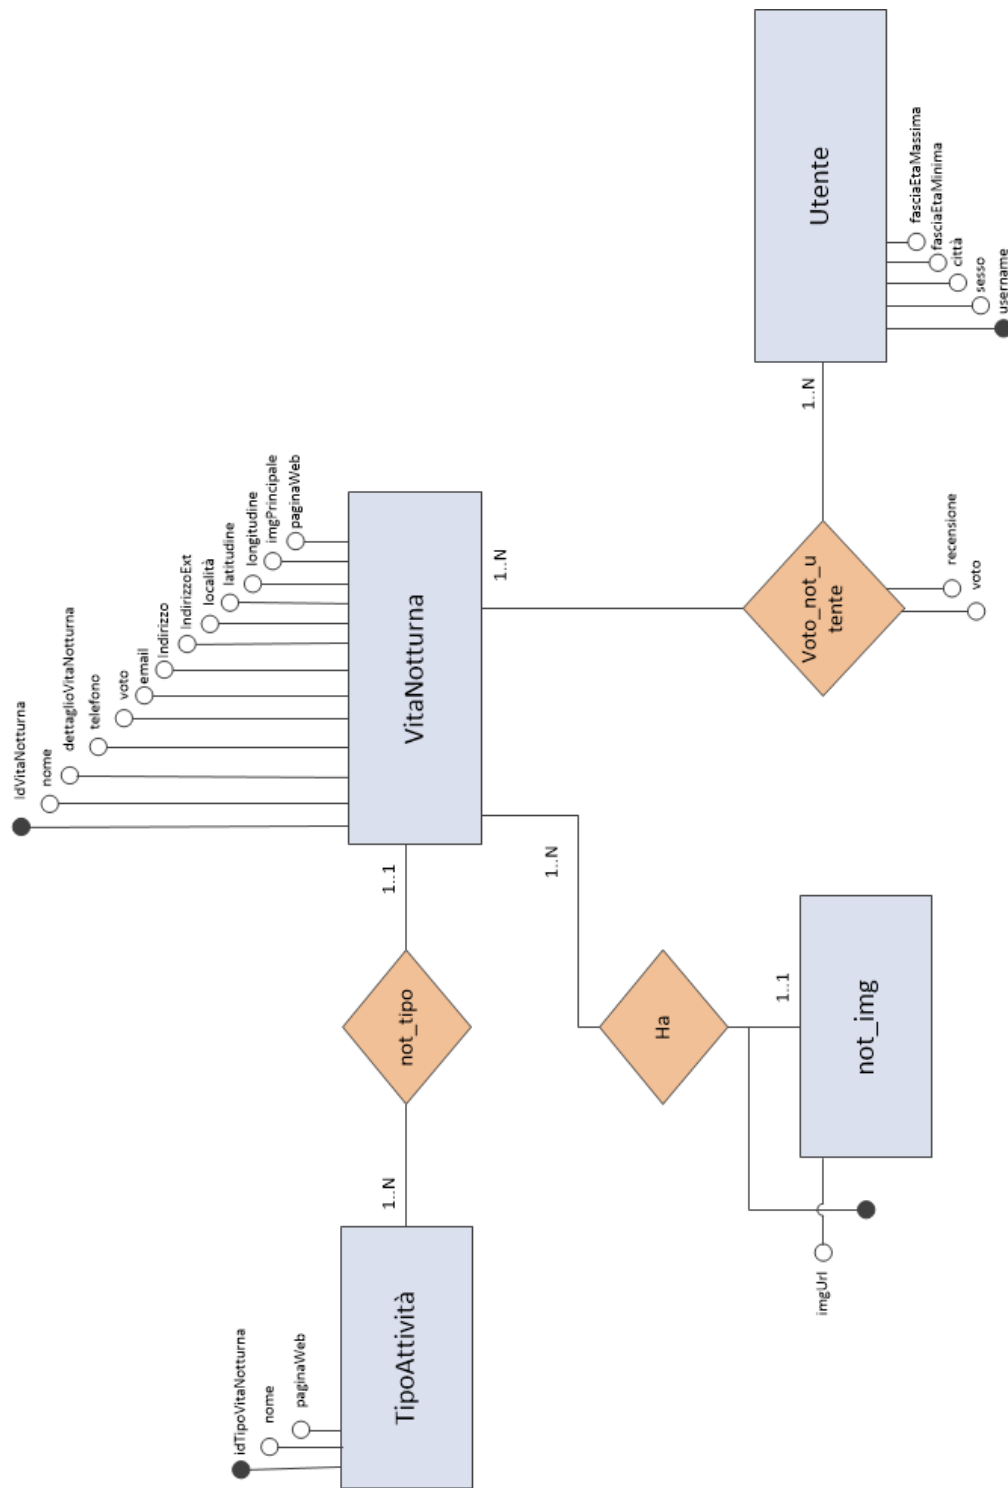 idTipoVitaNotturna
nome
paginaWeb
TipoAttività
1..N
not_tipo
1..1
IdVitaNotturna
nome
dettaglioVitaNotturna
telefono
voto
email
Indirizzo
IndirizzoExt
località
latitudine
longitudine
imgPrincipale
paginaWeb
VitaNotturna
1..N
Ha
1..1
imgUrl
not_img
1..N
Voto_not_u
tente
recensione
voto
1..N
Utente
username
sesso
città
fasciaEtaMinima
fasciaEtaMassima